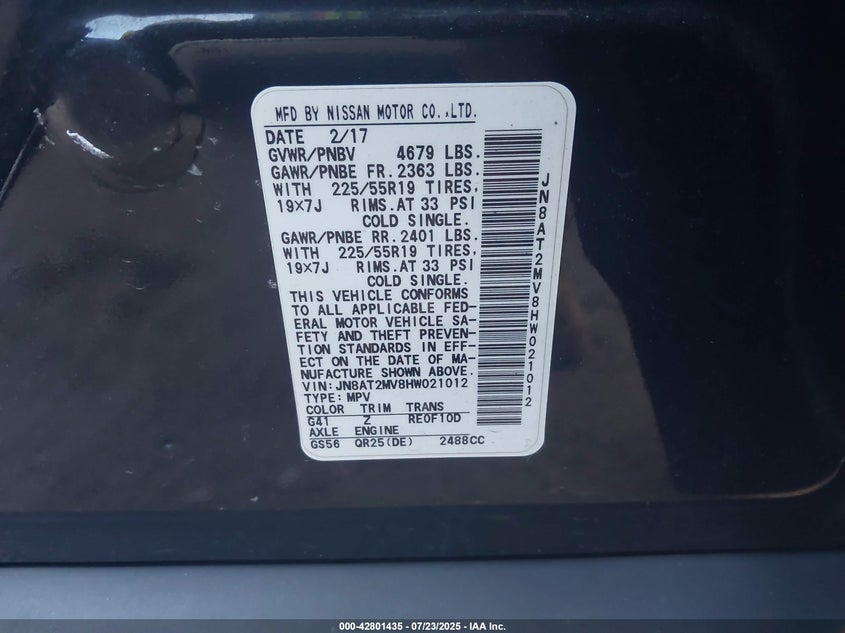 MFD BY NISSAN MOTOR CO.,LTD.
DATE 2/17
GVWR/PNBV 4679 LBS.
GAWR/PNBE FR. 2363 LBS.
WITH 225/55R19 TIRES,
19×7J RIMS.AT 33 PSI
COLD SINGLE.
GAWR/PNBE RR. 2401 LBS.
WITH 225/55R19 TIRES,
19×7J RIMS.AT 33 PSI
COLD SINGLE.
THIS VEHICLE CONFORMS
TO ALL APPLICABLE FED-
ERAL MOTOR VEHICLE SA-
FETY AND THEFT PREVEN-
TION STANDARDS IN EFF-
ECT ON THE DATE OF MA-
NUFACTURE SHOWN ABOVE.
VIN:JN8AT2MV8HW021012
TYPE:MPV
COLOR TRIM TRANS
G41 Z RE0F10D
AXLE ENGINE
GS56 QR25(DE) 2488CC
JN8AT2MV8HW021012
000-42801435 - 07/23/2025 - IAA Inc.